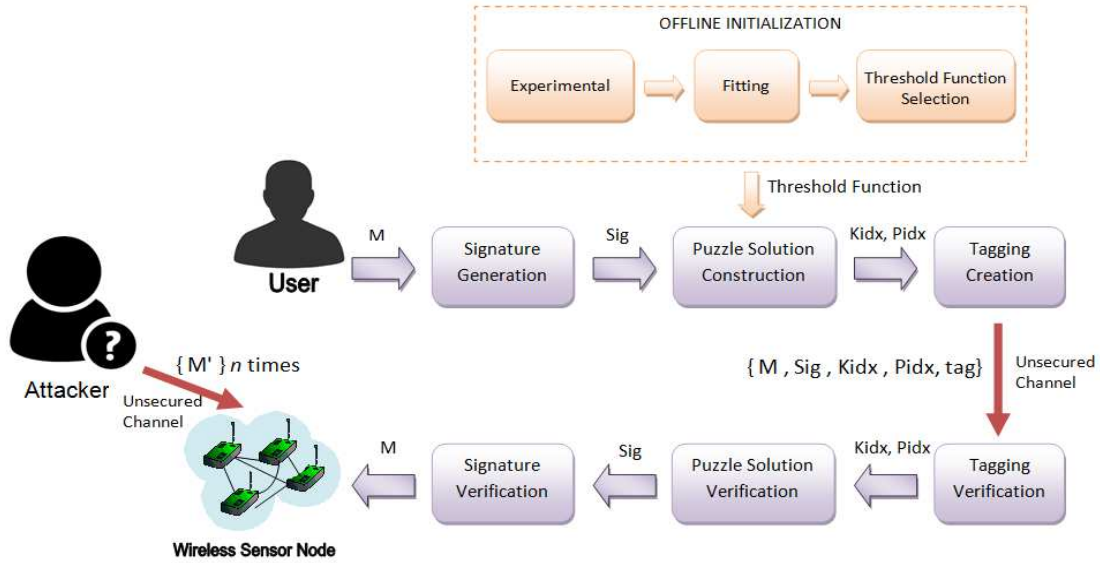 OFFLINE INITIALIZATION
Experimental
Fitting
Threshold Function
Selection
Threshold Function
User
M
Signature
Generation
Sig
Puzzle Solution
Construction
Kidx, Pidx
Tagging
Creation
?
Attacker
{ M' } n times
Unsecured
Channel
{ M , Sig , Kidx , Pidx, tag}
Unsecured
Channel
Wireless Sensor Node
M
Signature
Verification
Sig
Puzzle Solution
Verification
Kidx, Pidx
Tagging
Verification